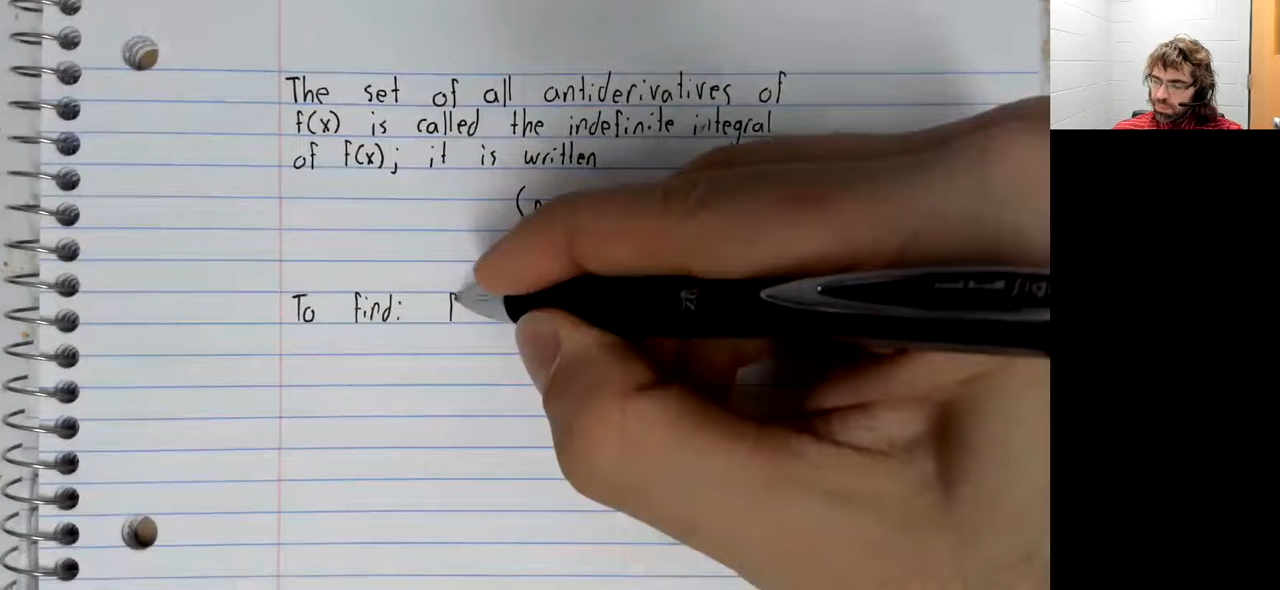 The set of all antiderivatives of
f(x) is called the indefinite integral
of f(x); it is written
To find: